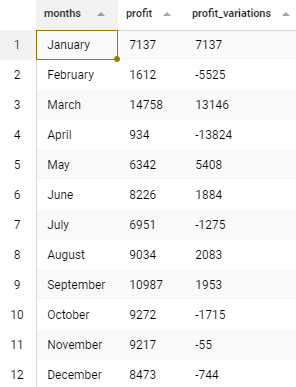 months profit profit_variations
1 January 7137 7137
2 February 1612 -5525
3 March 14758 13146
4 April 934 -13824
5 May 6342 5408
6 June 8226 1884
7 July 6951 -1275
8 August 9034 2083
9 September 10987 1953
10 October 9272 -1715
11 November 9217 -55
12 December 8473 -744